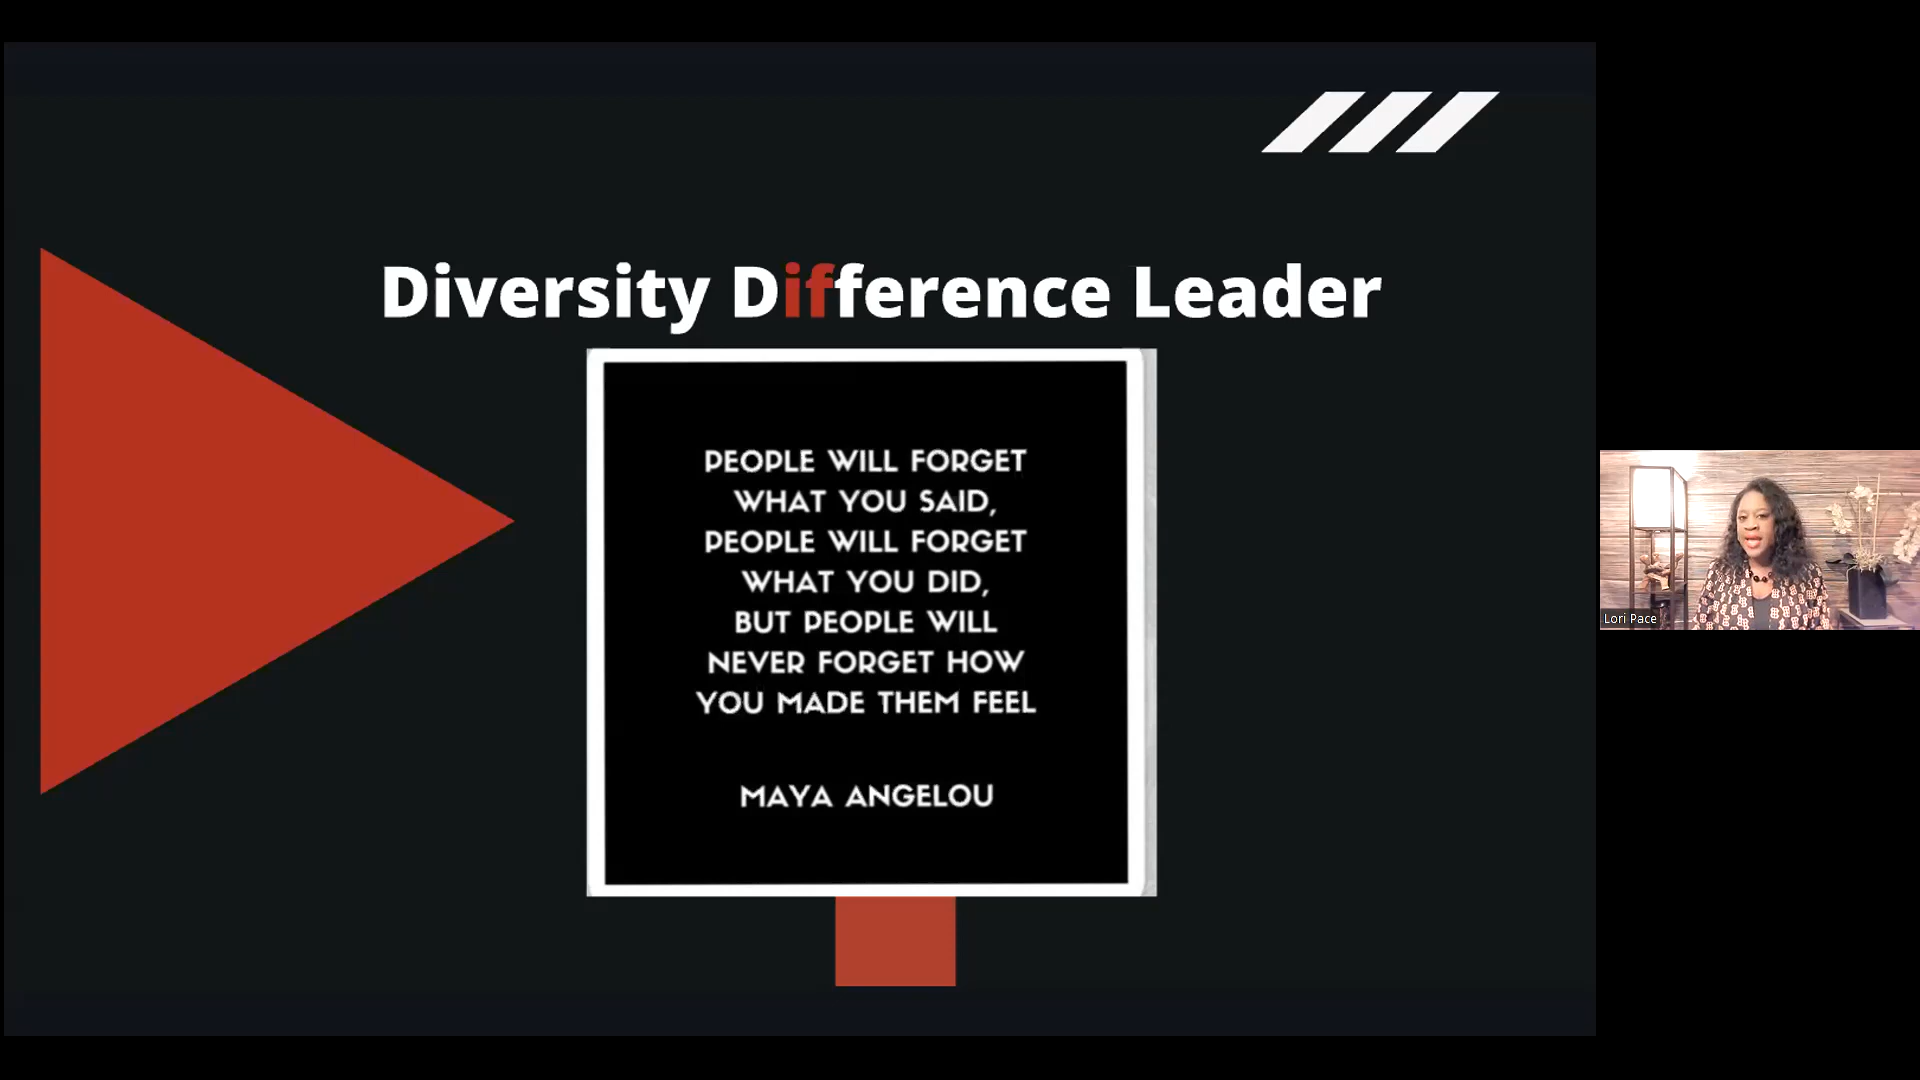 Diversity Difference Leader
PEOPLE WILL FORGET
WHAT YOU SAID,
PEOPLE WILL FORGET
WHAT YOU DID,
BUT PEOPLE WILL
NEVER FORGET HOW
YOU MADE THEM FEEL
MAYA ANGELOU
Lori Pace